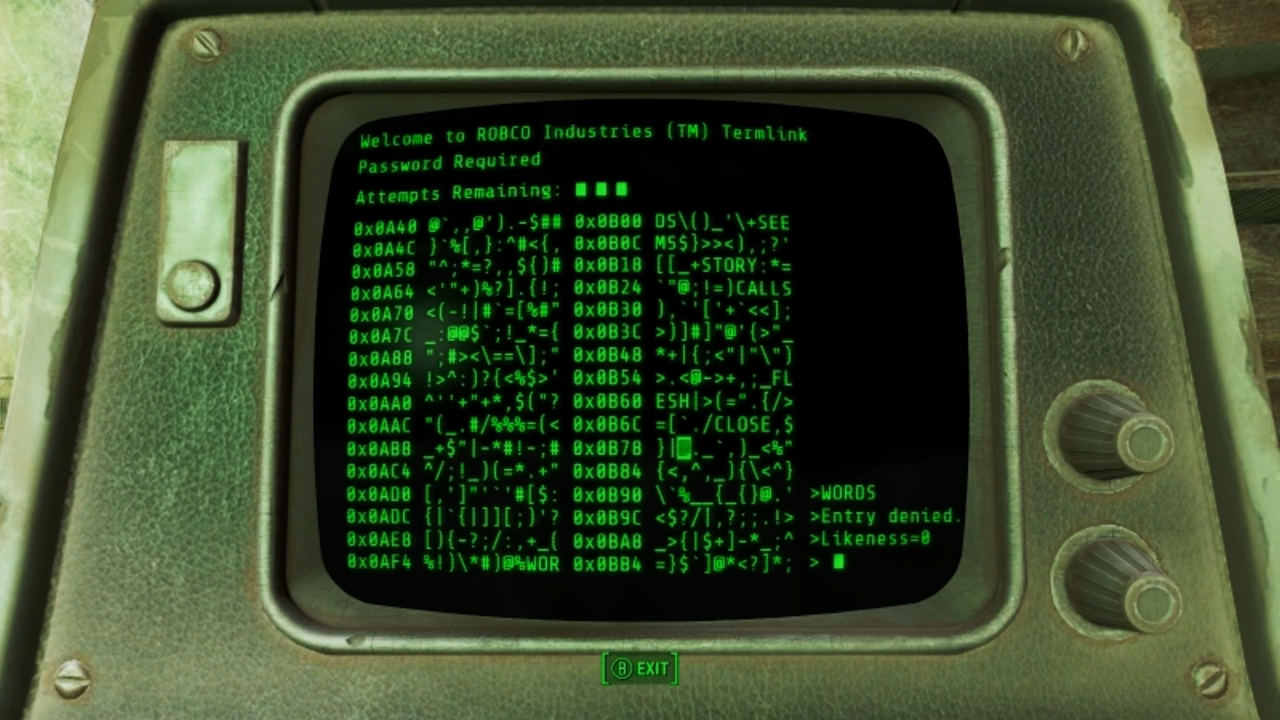 Welcome to ROBCO Industries (TM) Termlink
Password Required
Attempts Remaining: ■ ■ ■
0x0A40 @`,,@').-$## 0x0B00 DS\()_'\+SEE
0x0A4C }`%[,}:^#<{, 0x0B0C MS$}>><),;?'
0x0A58 "^;*=?,,${)# 0x0B18 [[_+STORY:*=
0x0A64 <'"+)%?].{!; 0x0B24 `"@;!=)CALLS
0x0A70 <(-!|#`=[%#" 0x0B30 ),``['+`<<];
0x0A7C _:@@$`;!_*={ 0x0B3C >)]#]"@'{>"_
0x0A88 ";#><\==\];" 0x0B48 *+|{;<"|"\")
0x0A94 !>^:)?{<%$>' 0x0B54 >.<@->+,;_FL
0x0AA0 ^''+"+*,$("? 0x0B60 ESH|>(=".{/>
0x0AAC "(_.#/%%%=(< 0x0B6C =[`./CLOSE,$
0x0AB8 _+$"|-*#!-;# 0x0B78 }| ._`,)_<%"
0x0AC4 ^/;!_)(=*.+" 0x0B84 {<,^,_){\<^}
0x0AD0 [,']"'`'#[$: 0x0B90 \`%__{_{}@.' >WORDS
0x0ADC {|`{|]][;)'? 0x0B9C <$?/|,?;;.!> >Entry denied.
0x0AE8 [){-?;/:,+_( 0x0BA8 _>{|$+]-*_;^ >Likeness=0
0x0AF4 %!)\*#)@%WOR 0x0BB4 =}$`]@*<?]*; > ■
[Ⓑ EXIT]